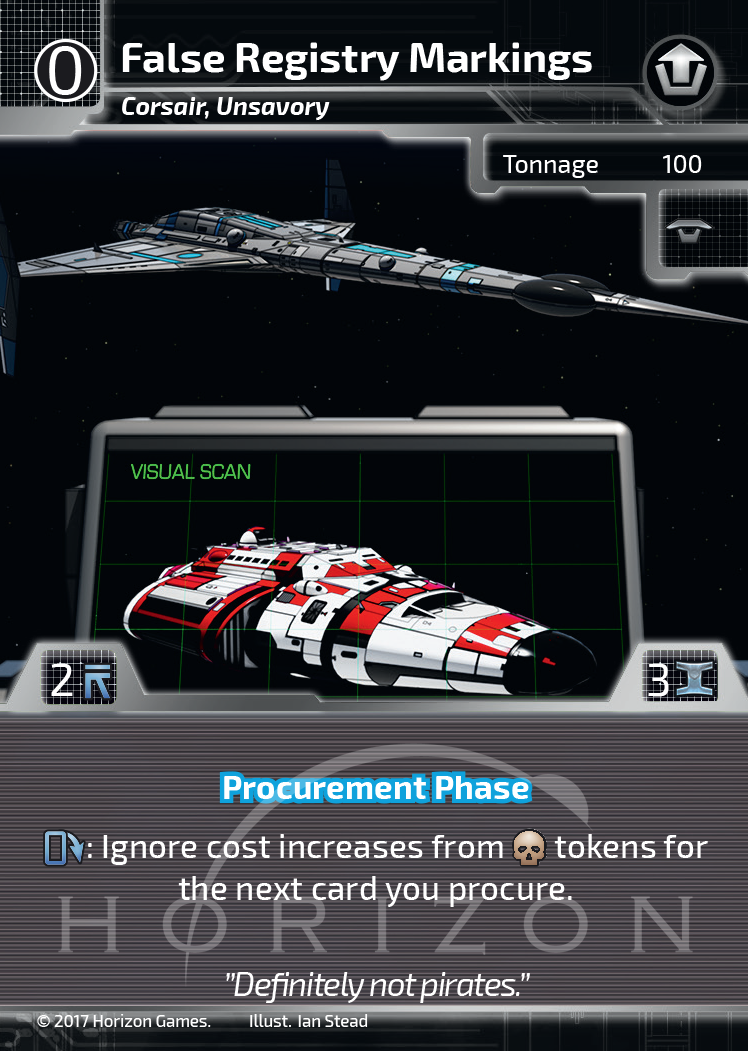 0
False Registry Markings
Corsair, Unsavory
Tonnage 100
VISUAL SCAN
2
3
Procurement Phase
: Ignore cost increases from tokens for
the next card you procure.
HORIZON
"Definitely not pirates."
© 2017 Horizon Games. Illust. Ian Stead